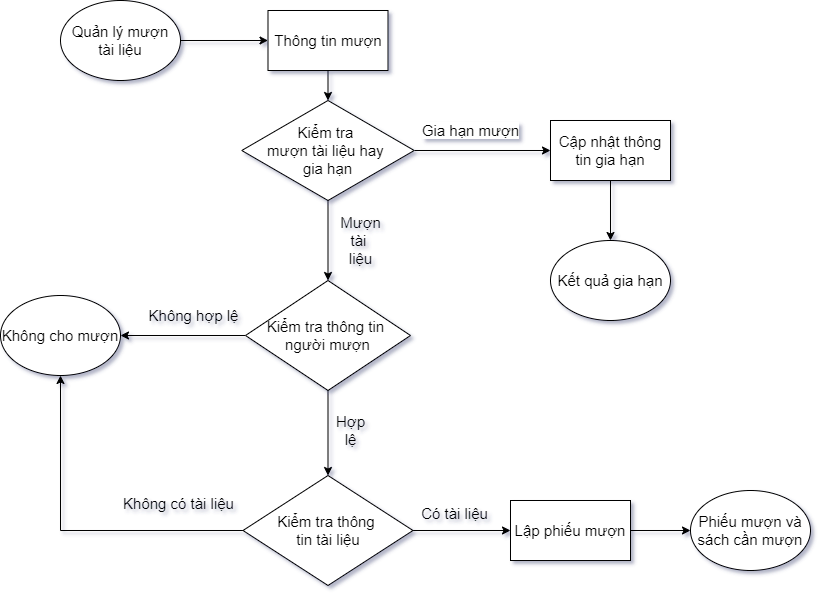 Quản lý mượn
tài liệu
Thông tin mượn
Kiểm tra
mượn tài liệu hay
gia hạn
Gia hạn mượn
Cập nhật thông
tin gia hạn
Mượn
tài
liệu
Kết quả gia hạn
Không cho mượn
Không hợp lệ
Kiểm tra thông tin
người mượn
Hợp
lệ
Không có tài liệu
Kiểm tra thông
tin tài liệu
Có tài liệu
Lập phiếu mượn
Phiếu mượn và
sách cần mượn